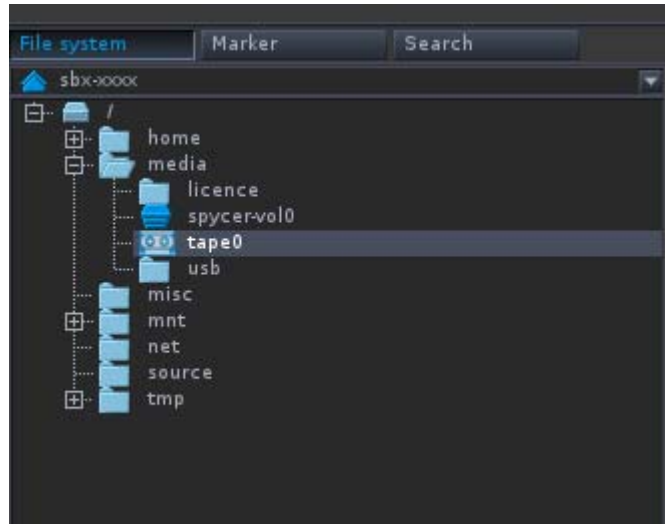 File system Marker Search
sbx-xxxx
/
home
media
licence
spycer-vol0
tape0
usb
misc
mnt
net
source
tmp